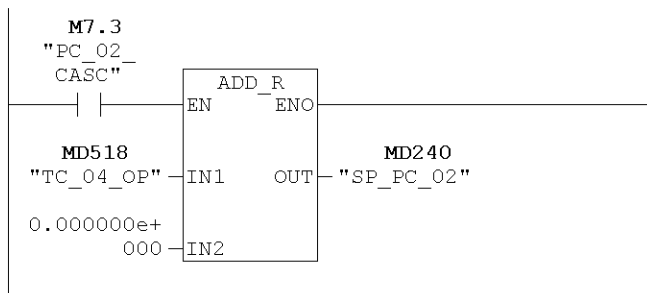 M7.3
"PC_02_
CASC"
ADD_R
EN ENO
MD518 MD240
"TC_04_OP" IN1 OUT "SP_PC_02"
0.000000e+
000 IN2